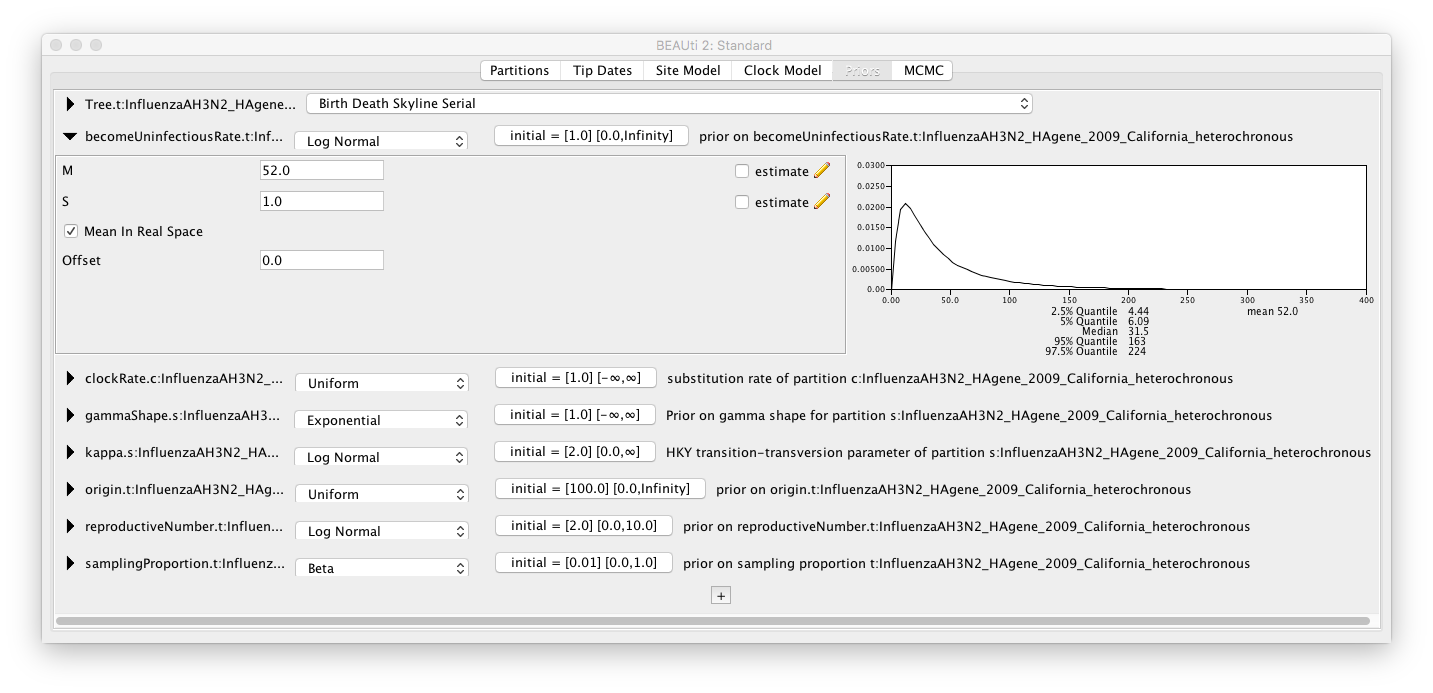 BEAUti 2: Standard
Partitions Tip Dates Site Model Clock Model Priors MCMC
Tree.t:InfluenzaAH3N2_HAgene... Birth Death Skyline Serial
becomeUninfectiousRate.t:Inf... Log Normal initial = [1.0] [0.0,Infinity] prior on becomeUninfectiousRate.t:InfluenzaAH3N2_HAgene_2009_California_heterochronous
M 52.0 estimate
S 1.0 estimate
Mean In Real Space
Offset 0.0
0.0300
0.0250
0.0200
0.0150
0.0100
0.00500
0.00
0.00 50.0 100 150 200 250 300 350 400
2.5% Quantile 4.44 mean 52.0
5% Quantile 6.09
Median 31.5
95% Quantile 163
97.5% Quantile 224
clockRate.c:InfluenzaAH3N2_... Uniform initial = [1.0] [-∞,∞] substitution rate of partition c:InfluenzaAH3N2_HAgene_2009_California_heterochronous
gammaShape.s:InfluenzaAH3... Exponential initial = [1.0] [-∞,∞] Prior on gamma shape for partition s:InfluenzaAH3N2_HAgene_2009_California_heterochronous
kappa.s:InfluenzaAH3N2_HA... Log Normal initial = [2.0] [0.0,∞] HKY transition-transversion parameter of partition s:InfluenzaAH3N2_HAgene_2009_California_heterochronous
origin.t:InfluenzaAH3N2_HAg... Uniform initial = [100.0] [0.0,Infinity] prior on origin.t:InfluenzaAH3N2_HAgene_2009_California_heterochronous
reproductiveNumber.t:Influen... Log Normal initial = [2.0] [0.0,10.0] prior on reproductiveNumber.t:InfluenzaAH3N2_HAgene_2009_California_heterochronous
samplingProportion.t:Influenz... Beta initial = [0.01] [0.0,1.0] prior on sampling proportion t:InfluenzaAH3N2_HAgene_2009_California_heterochronous
+